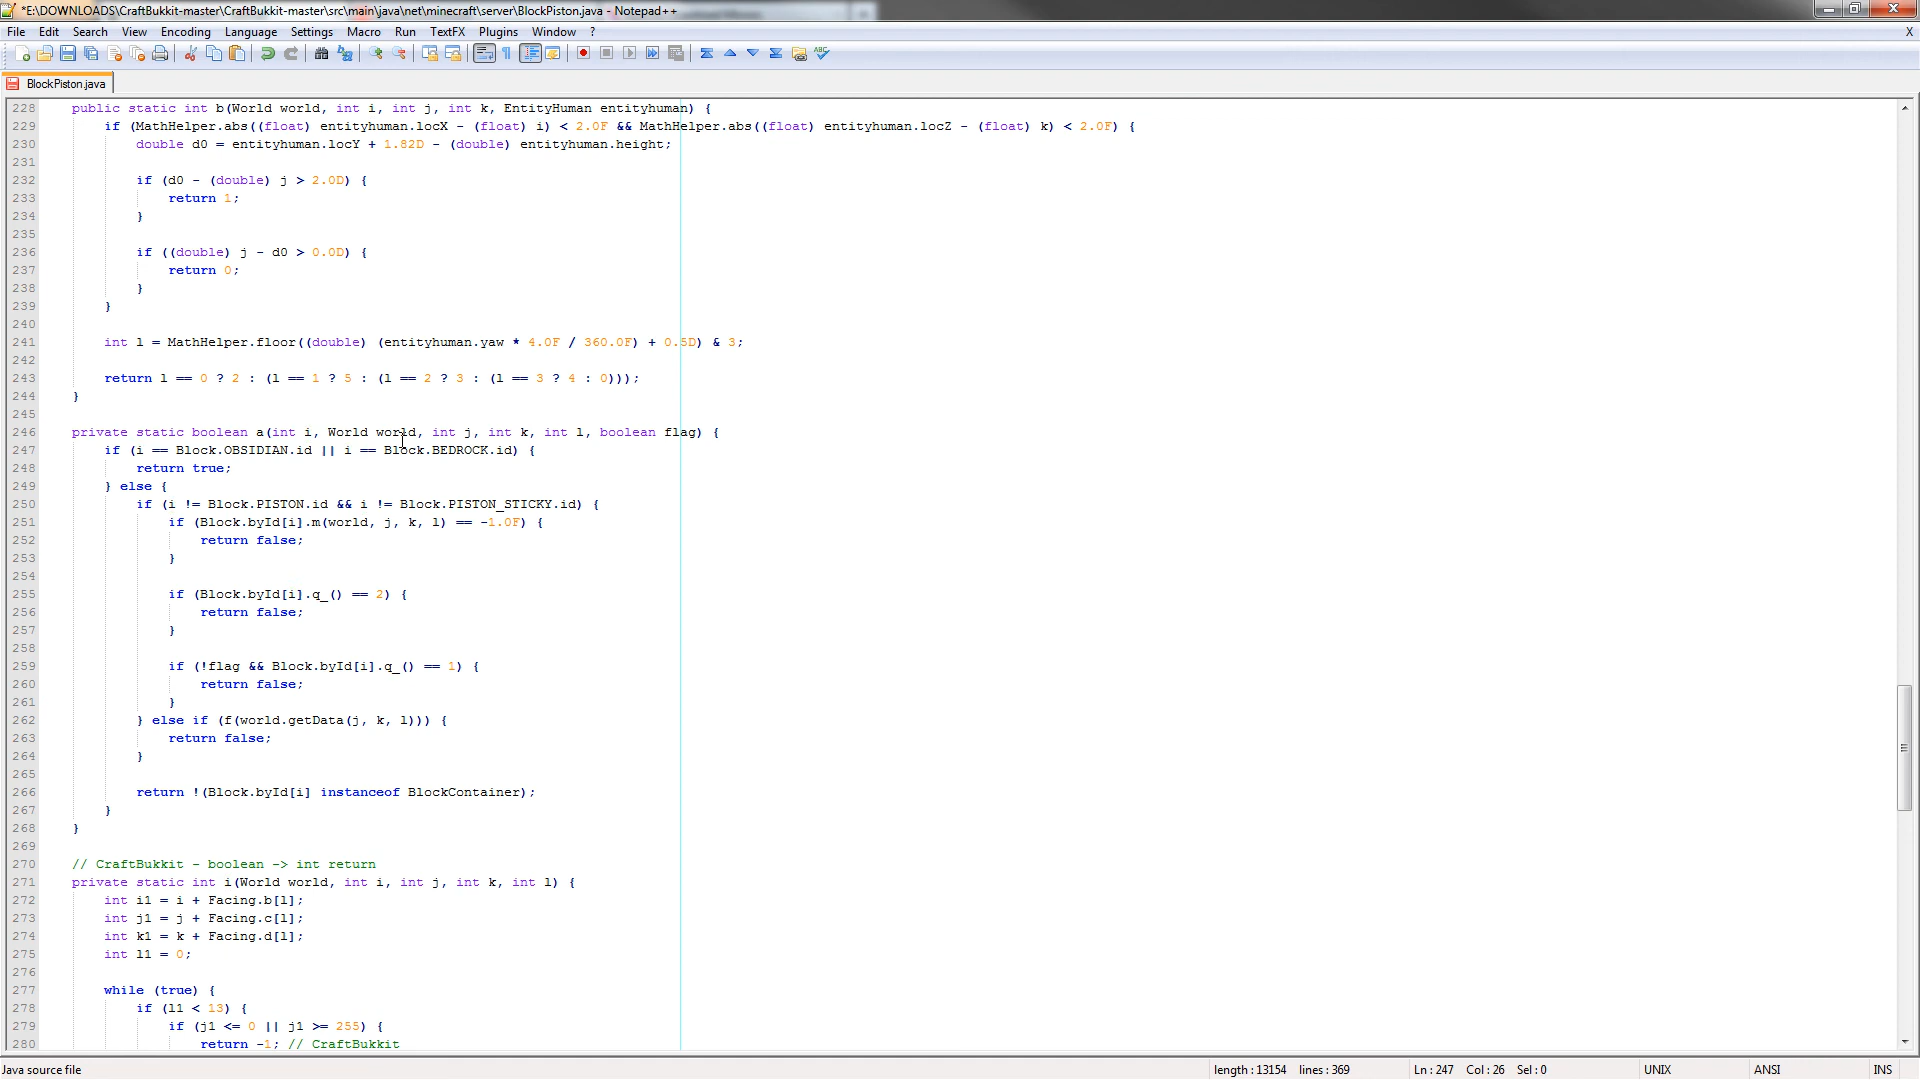 *E:\DOWNLOADS\CraftBukkit-master\CraftBukkit-master\src\main\java\net\minecraft\server\BlockPiston.java - Notepad++
File Edit Search View Encoding Language Settings Macro Run TextFX Plugins Window ? X
BlockPiston.java
228 public static int b(World world, int i, int j, int k, EntityHuman entityhuman) {
229 if (MathHelper.abs((float) entityhuman.locX - (float) i) < 2.0F && MathHelper.abs((float) entityhuman.locZ - (float) k) < 2.0F) {
230 double d0 = entityhuman.locY + 1.82D - (double) entityhuman.height;
231
232 if (d0 - (double) j > 2.0D) {
233 return 1;
234 }
235
236 if ((double) j - d0 > 0.0D) {
237 return 0;
238 }
239 }
240
241 int l = MathHelper.floor((double) (entityhuman.yaw * 4.0F / 360.0F) + 0.5D) & 3;
242
243 return l == 0 ? 2 : (l == 1 ? 5 : (l == 2 ? 3 : (l == 3 ? 4 : 0)));
244 }
245
246 private static boolean a(int i, World world, int j, int k, int l, boolean flag) {
247 if (i == Block.OBSIDIAN.id || i == Block.BEDROCK.id) {
248 return true;
249 } else {
250 if (i != Block.PISTON.id && i != Block.PISTON_STICKY.id) {
251 if (Block.byId[i].m(world, j, k, l) == -1.0F) {
252 return false;
253 }
254
255 if (Block.byId[i].q_() == 2) {
256 return false;
257 }
258
259 if (!flag && Block.byId[i].q_() == 1) {
260 return false;
261 }
262 } else if (f(world.getData(j, k, l))) {
263 return false;
264 }
265
266 return !(Block.byId[i] instanceof BlockContainer);
267 }
268 }
269
270 // CraftBukkit - boolean -> int return
271 private static int i(World world, int i, int j, int k, int l) {
272 int i1 = i + Facing.b[l];
273 int j1 = j + Facing.c[l];
274 int k1 = k + Facing.d[l];
275 int l1 = 0;
276
277 while (true) {
278 if (l1 < 13) {
279 if (j1 <= 0 || j1 >= 255) {
280 return -1; // CraftBukkit
Java source file length : 13154 lines : 369 Ln : 247 Col : 26 Sel : 0 UNIX ANSI INS